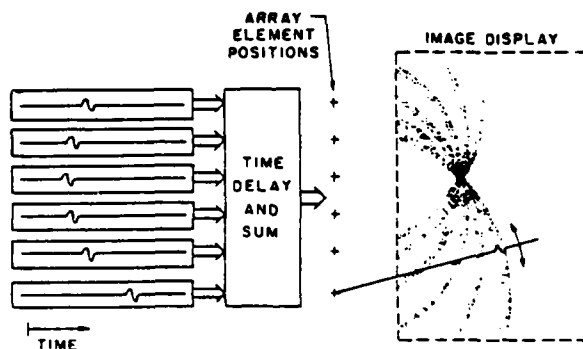 ARRAY
ELEMENT
POSITIONS
IMAGE DISPLAY
TIME
DELAY
AND
SUM
TIME